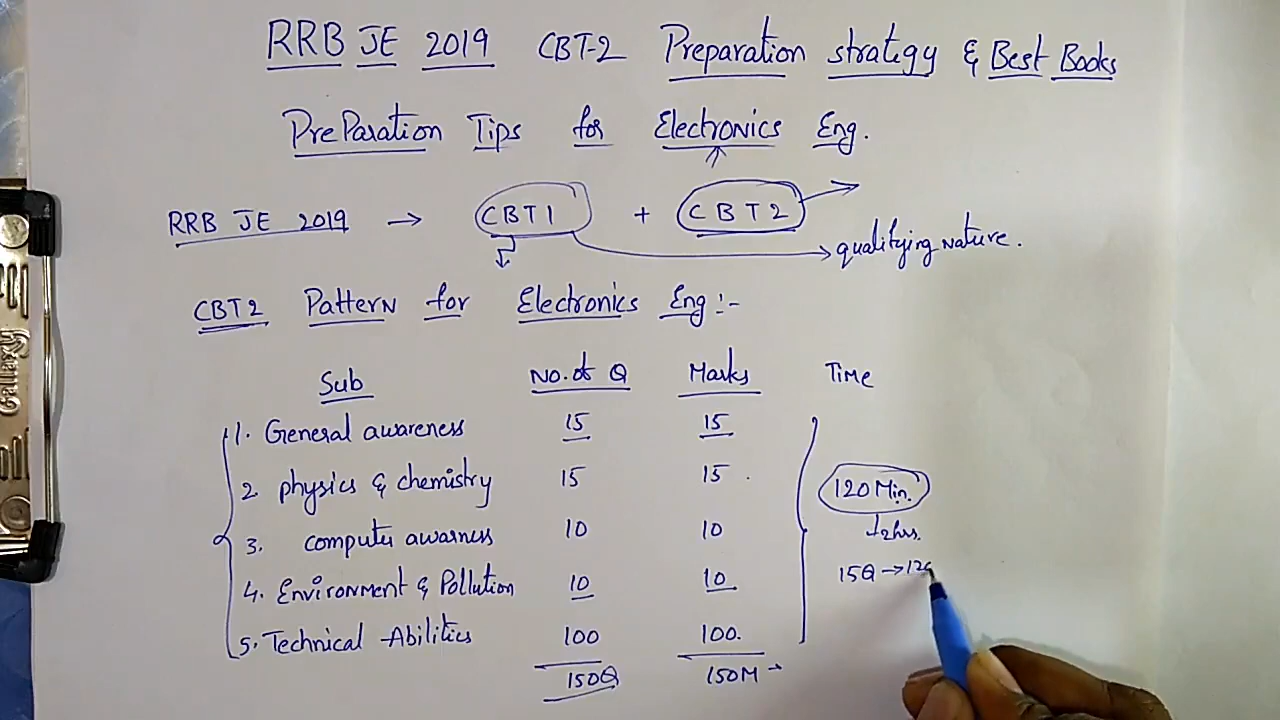 RRB JE 2019 CBT-2 Preparation strategy & Best Books
Preparation Tips for Electronics Eng.
RRB JE 2019 → CBT1 + CBT2 →
→ qualifying nature.
CBT2 Pattern for Electronics Eng :-
Sub No. of Q Marks Time
1. General awareness 15 15
2 physics & chemistry 15 15 .
120 Min.
3. computer awarness 10 10
→2hrs.
4. Environment & Pollution 10 10
15Q → 12
5. Technical Abilities 100 100.
150Q 150M →
Gallaxy